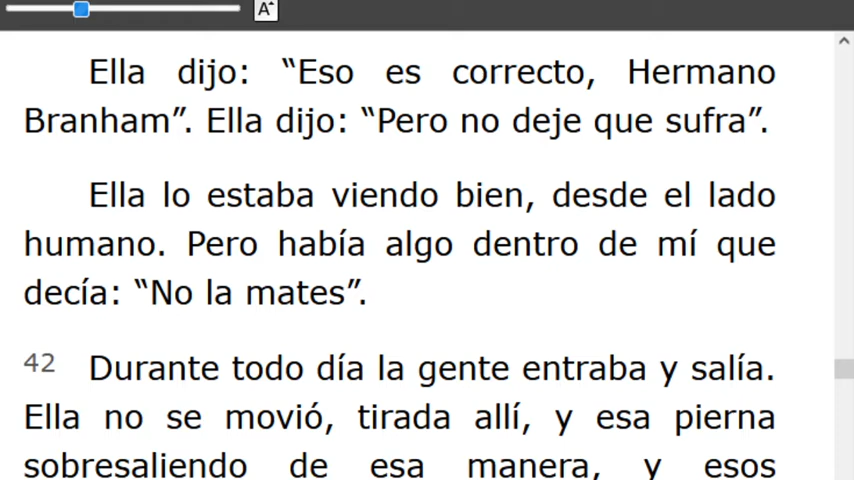 A
Ella dijo: “Eso es correcto, Hermano
Branham”. Ella dijo: “Pero no deje que sufra”.
Ella lo estaba viendo bien, desde el lado
humano. Pero había algo dentro de mí que
decía: “No la mates”.
42 Durante todo día la gente entraba y salía.
Ella no se movió, tirada allí, y esa pierna
sobresaliendo de esa manera, y esos